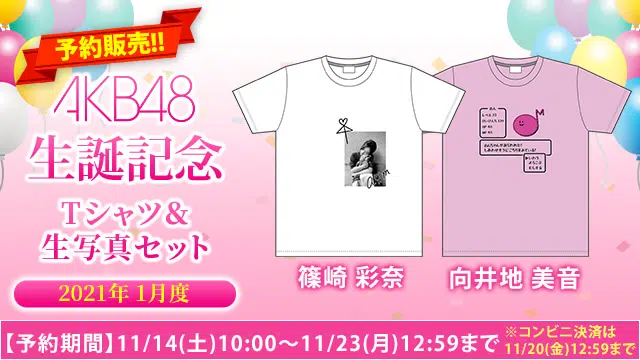 予約販売!!
AKB48
生誕記念
Tシャツ&
生写真セット
2021年 1月度
篠崎 彩奈
向井地 美音
【予約期間】11/14(土)10:00～11/23(月)12:59まで
※コンビニ決済は
11/20(金)12:59まで